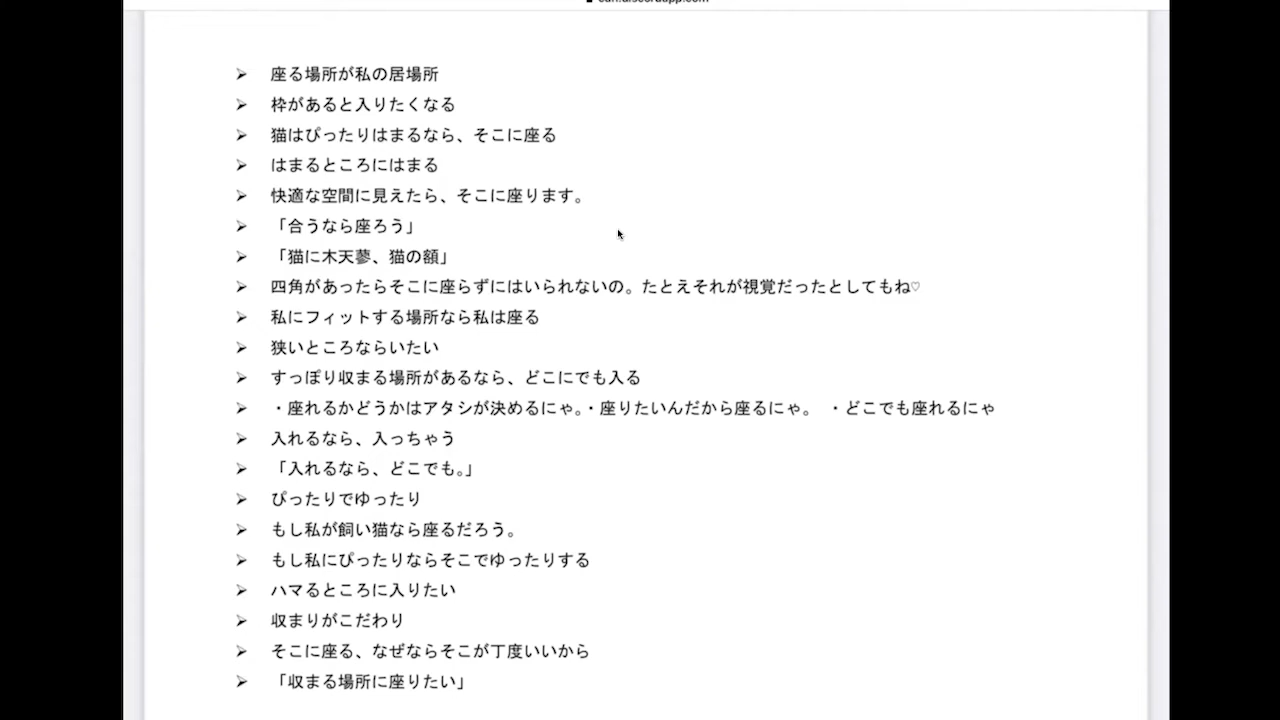 ➢ 座る場所が私の居場所
➢ 枠があると入りたくなる
➢ 猫はぴったりはまるなら、そこに座る
➢ はまるところにはまる
➢ 快適な空間に見えたら、そこに座ります。
➢ 「合うなら座ろう」
➢ 「猫に木天蓼、猫の額」
➢ 四角があったらそこに座らずにはいられないの。たとえそれが視覚だったとしてもね♡
➢ 私にフィットする場所なら私は座る
➢ 狭いところならいたい
➢ すっぽり収まる場所があるなら、どこにでも入る
➢ ・座れるかどうかはアタシが決めるにゃ。・座りたいんだから座るにゃ。 ・どこでも座れるにゃ
➢ 入れるなら、入っちゃう
➢ 「入れるなら、どこでも。」
➢ ぴったりでゆったり
➢ もし私が飼い猫なら座るだろう。
➢ もし私にぴったりならそこでゆったりする
➢ ハマるところに入りたい
➢ 収まりがこだわり
➢ そこに座る、なぜならそこが丁度いいから
➢ 「収まる場所に座りたい」